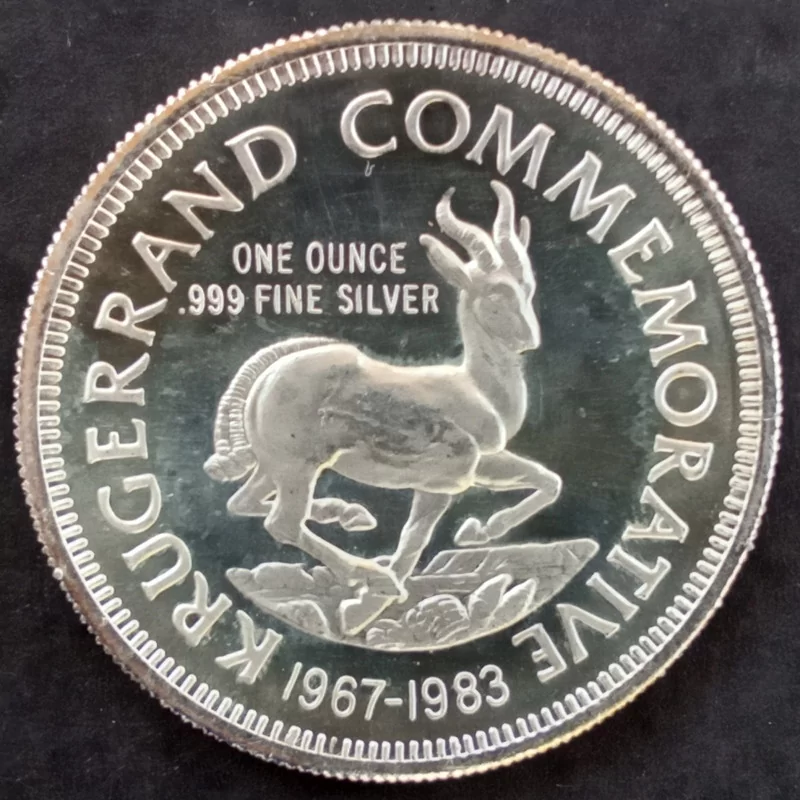 KRUGERRAND COMMEMORATIVE
ONE OUNCE
.999 FINE SILVER
1967-1983